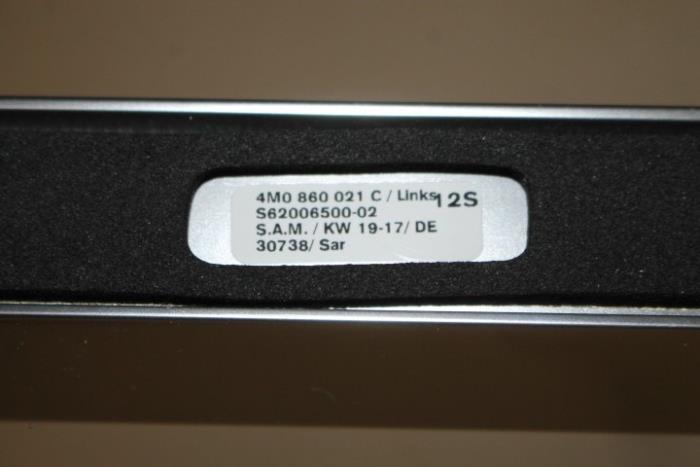 4M0 860 021 C / Links 12S
S62006500-02
S.A.M. / KW 19-17/ DE
30738/ Sar